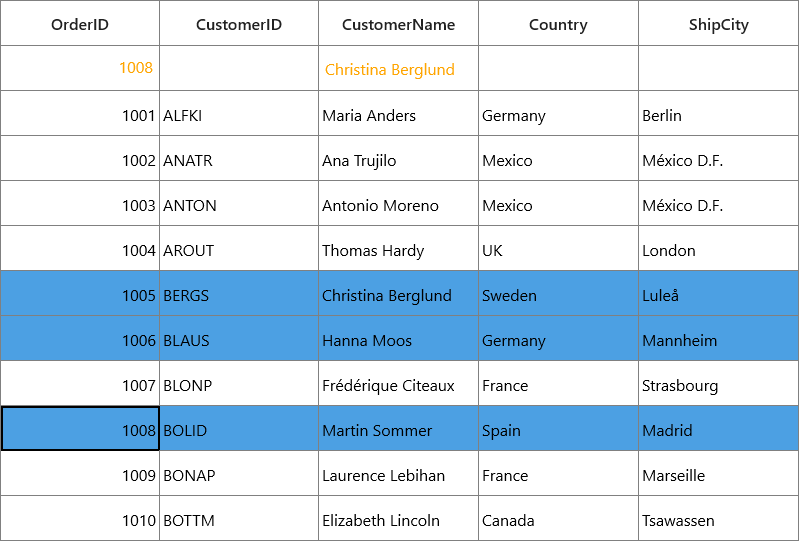 OrderID CustomerID CustomerName Country ShipCity
1008 Christina Berglund
1001 ALFKI Maria Anders Germany Berlin
1002 ANATR Ana Trujilo Mexico México D.F.
1003 ANTON Antonio Moreno Mexico México D.F.
1004 AROUT Thomas Hardy UK London
1005 BERGS Christina Berglund Sweden Luleå
1006 BLAUS Hanna Moos Germany Mannheim
1007 BLONP Frédérique Citeaux France Strasbourg
1008 BOLID Martin Sommer Spain Madrid
1009 BONAP Laurence Lebihan France Marseille
1010 BOTTM Elizabeth Lincoln Canada Tsawassen